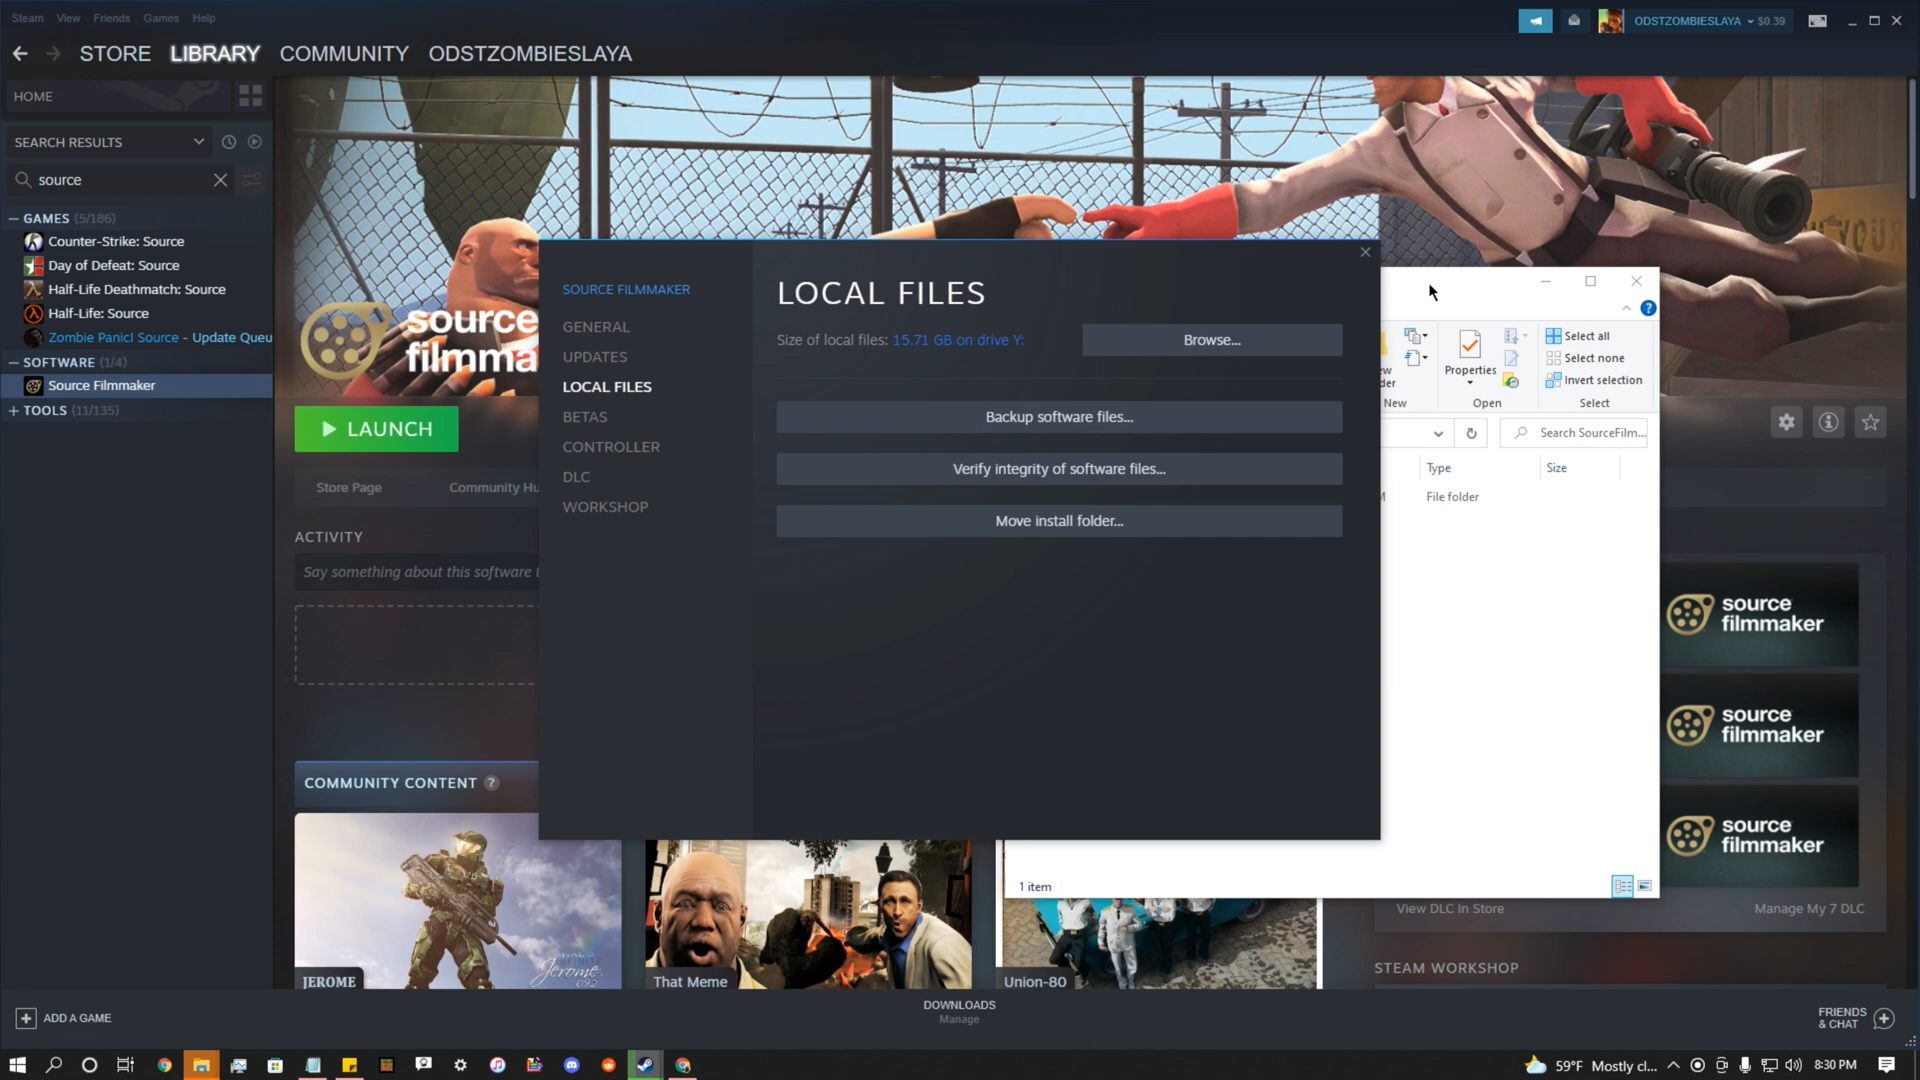 Steam View Friends Games Help
ODSTZOMBIESLAYA $0.39
STORE LIBRARY COMMUNITY ODSTZOMBIESLAYA
HOME
SEARCH RESULTS
source
GAMES (5/186)
Counter-Strike: Source
Day of Defeat: Source
Half-Life Deathmatch: Source
Half-Life: Source
Zombie Panic! Source - Update Queu
SOFTWARE (1/4)
Source Filmmaker
TOOLS (11/135)
source
filmma
LAUNCH
Store Page Community Hu
ACTIVITY
Say something about this software t
COMMUNITY CONTENT ?
SOURCE FILMMAKER
GENERAL
UPDATES
LOCAL FILES
BETAS
CONTROLLER
DLC
WORKSHOP
LOCAL FILES
Size of local files: 15.71 GB on drive Y:
Browse...
Backup software files...
Verify integrity of software files...
Move install folder...
YOUR
Select all
Select none
Invert selection
Properties
ew
der
New Open Select
Search SourceFilm...
Type Size
M File folder
1 item
source
filmmaker
source
filmmaker
source
filmmaker
View DLC In Store Manage My 7 DLC
STEAM WORKSHOP
JEROME
Jerome
092
That Meme
Union-80
ADD A GAME
DOWNLOADS
Manage
FRIENDS
& CHAT
59°F Mostly cl... 8:30 PM